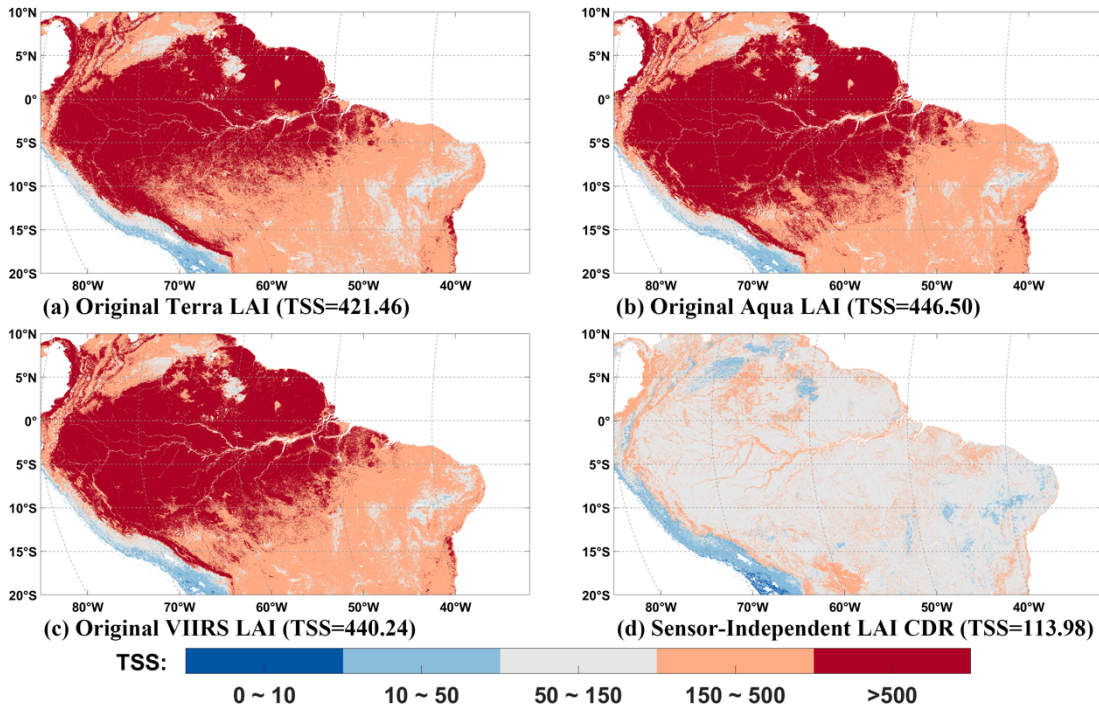 10°N
5°N
0°
5°S
10°S
15°S
20°S
80°W 70°W 60°W 50°W 40°W
(a) Original Terra LAI (TSS=421.46)
10°N
5°N
0°
5°S
10°S
15°S
20°S
80°W 70°W 60°W 50°W 40°W
(b) Original Aqua LAI (TSS=446.50)
10°N
5°N
0°
5°S
10°S
15°S
20°S
80°W 70°W 60°W 50°W 40°W
(c) Original VIIRS LAI (TSS=440.24)
10°N
5°N
0°
5°S
10°S
15°S
20°S
80°W 70°W 60°W 50°W 40°W
(d) Sensor-Independent LAI CDR (TSS=113.98)
TSS:
0 ~ 10 10 ~ 50 50 ~ 150 150 ~ 500 >500